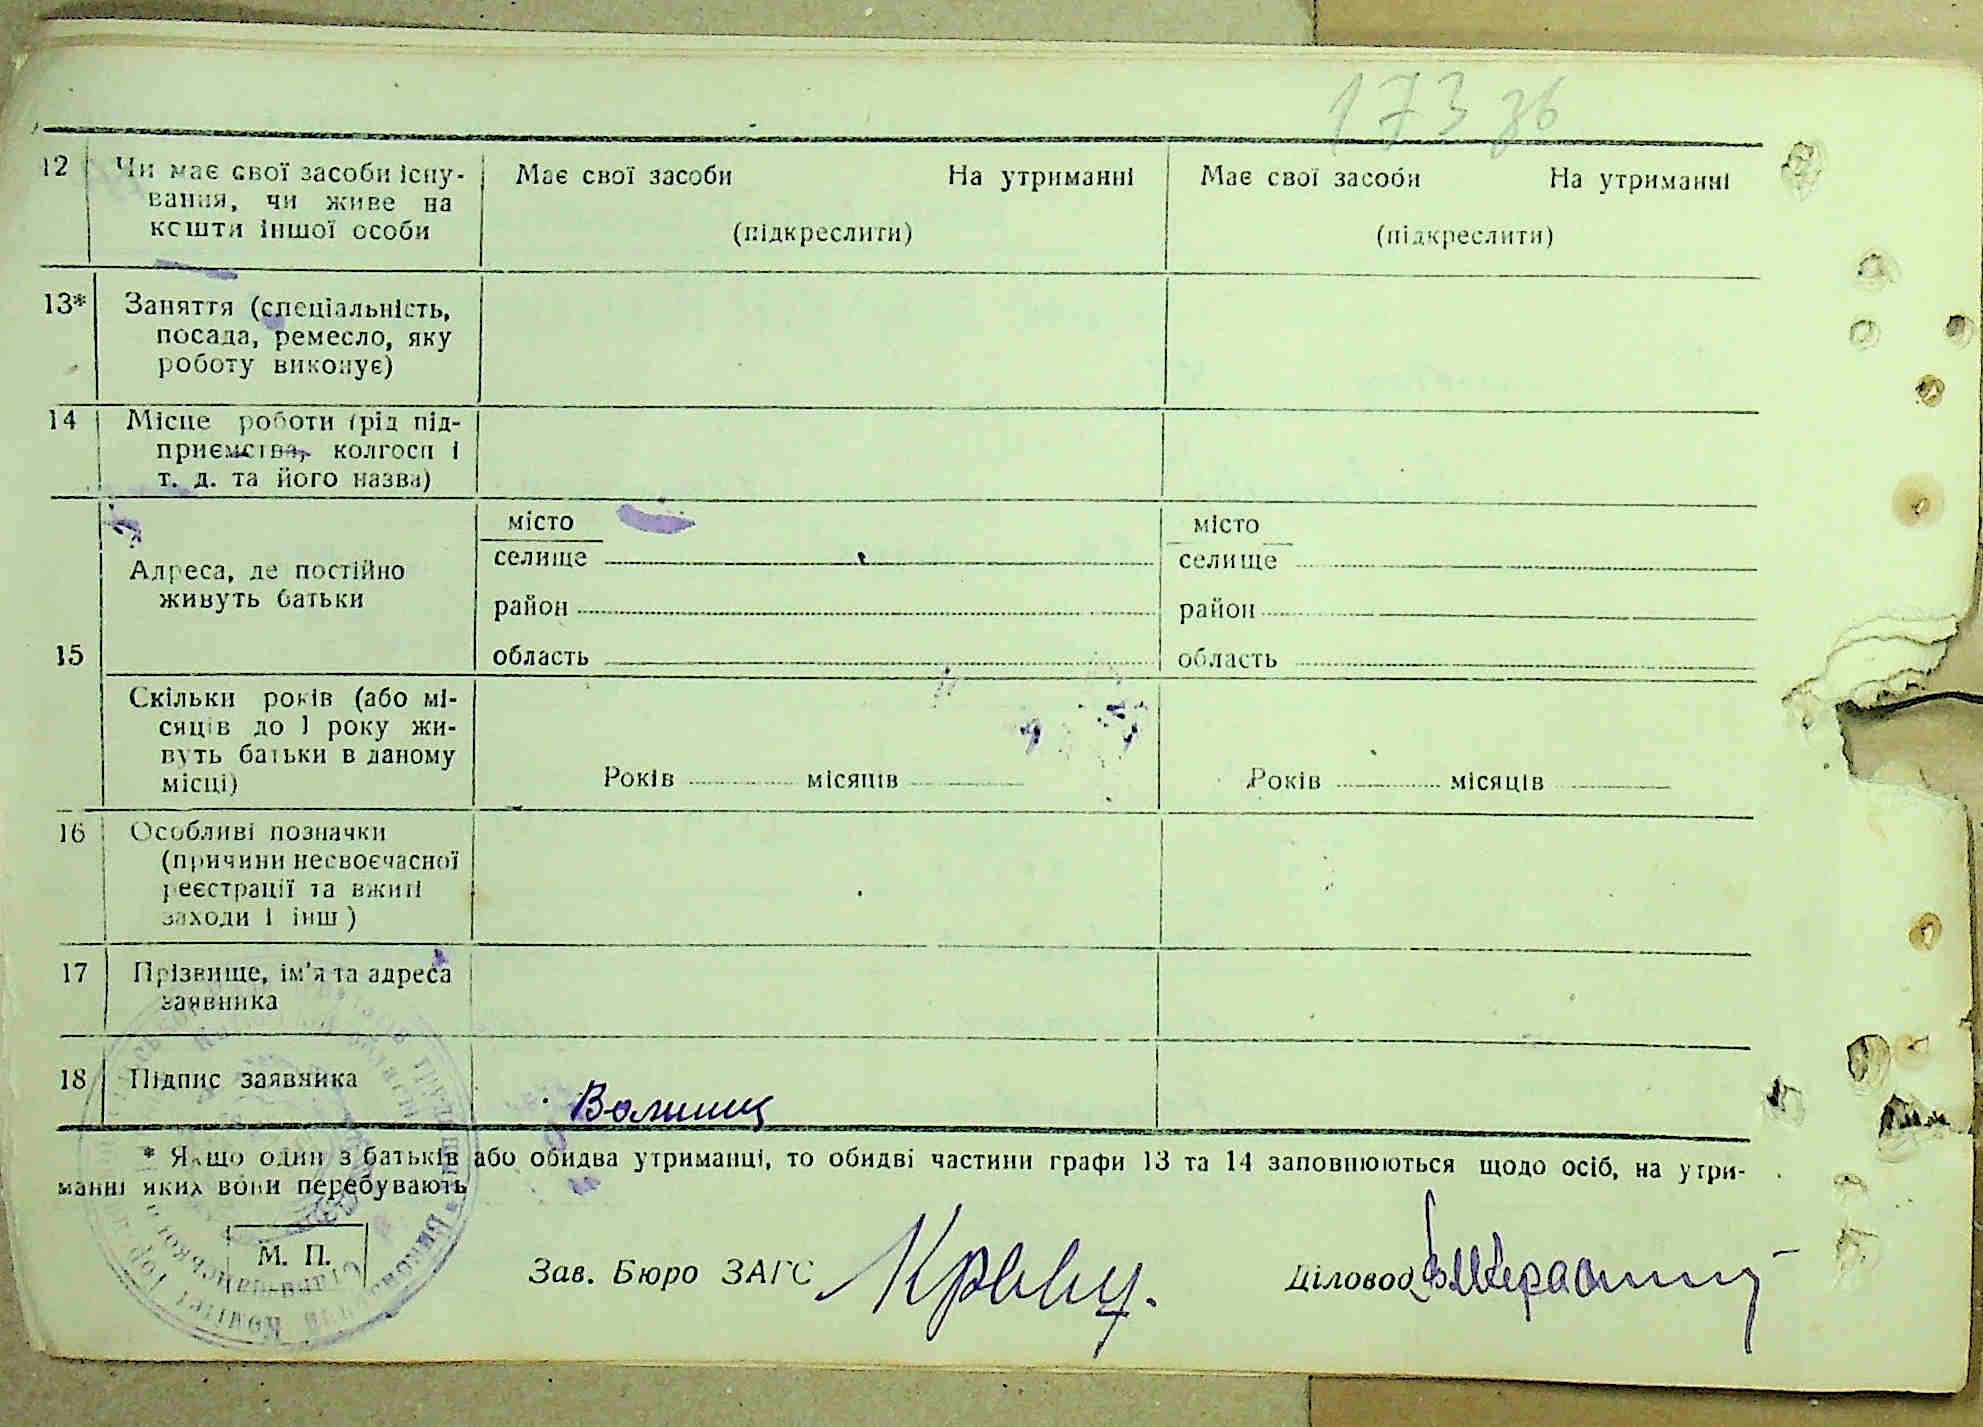 173 зв
12 Чи має свої засоби існу- Має свої засоби На утриманні Має свої засоби На утриманні
вання, чи живе на
кошти іншої особи (підкреслити) (підкреслити)
13* Заняття (спеціальність,
посада, ремесло, яку
роботу виконує)
14 Місце роботи (рід під-
приємства, колгосп і
т. д. та його назва)
місто місто
селище селище
Адреса, де постійно
живуть батьки
район район
15 область область
Скільки років (або мі-
сяців до 1 року жи-
вуть батьки в даному
місці) Років місяців Років місяців
16 Особливі позначки
(причини несвоєчасної
реєстрації та вжиті
заходи і інш)
17 Прізвище, ім'я та адреса
заявника
18 Підпис заявника
* Якщо один з батьків або обидва утриманці, то обидві частини графи 13 та 14 заповнюються щодо осіб, на утри-
манні яких вони перебувають
М. П.
Зав. Бюро ЗАГС Діловод